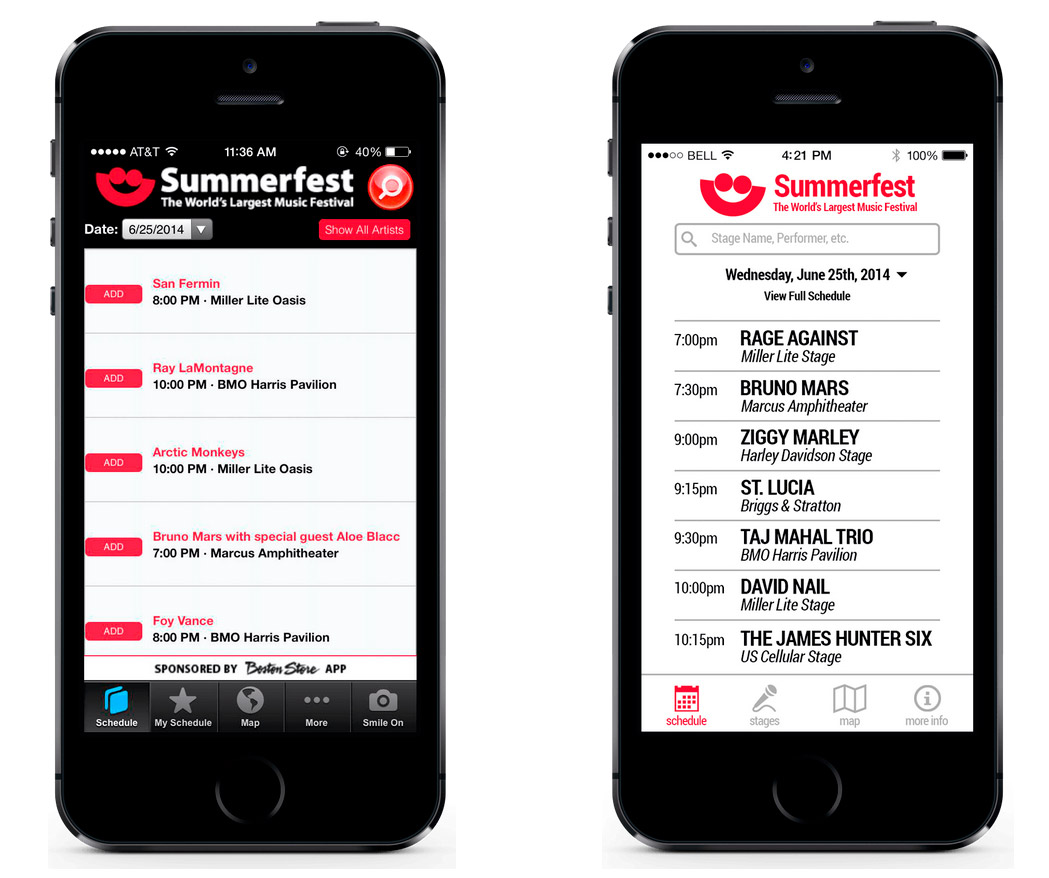 AT&T 11:36 AM 40%
Summerfest
The World's Largest Music Festival
Date: 6/25/2014 Show All Artists
San Fermin
ADD
8:00 PM · Miller Lite Oasis
Ray LaMontagne
ADD
10:00 PM · BMO Harris Pavilion
Arctic Monkeys
ADD
10:00 PM · Miller Lite Oasis
Bruno Mars with special guest Aloe Blacc
ADD
7:00 PM · Marcus Amphitheater
Foy Vance
ADD
8:00 PM · BMO Harris Pavilion
SPONSORED BY Boston Store APP
Schedule My Schedule Map More Smile On
BELL 4:21 PM 100%
Summerfest
The World's Largest Music Festival
Stage Name, Performer, etc.
Wednesday, June 25th, 2014
View Full Schedule
7:00pm RAGE AGAINST
Miller Lite Stage
7:30pm BRUNO MARS
Marcus Amphitheater
9:00pm ZIGGY MARLEY
Harley Davidson Stage
9:15pm ST. LUCIA
Briggs & Stratton
9:30pm TAJ MAHAL TRIO
BMO Harris Pavilion
10:00pm DAVID NAIL
Miller Lite Stage
10:15pm THE JAMES HUNTER SIX
US Cellular Stage
schedule stages map more info